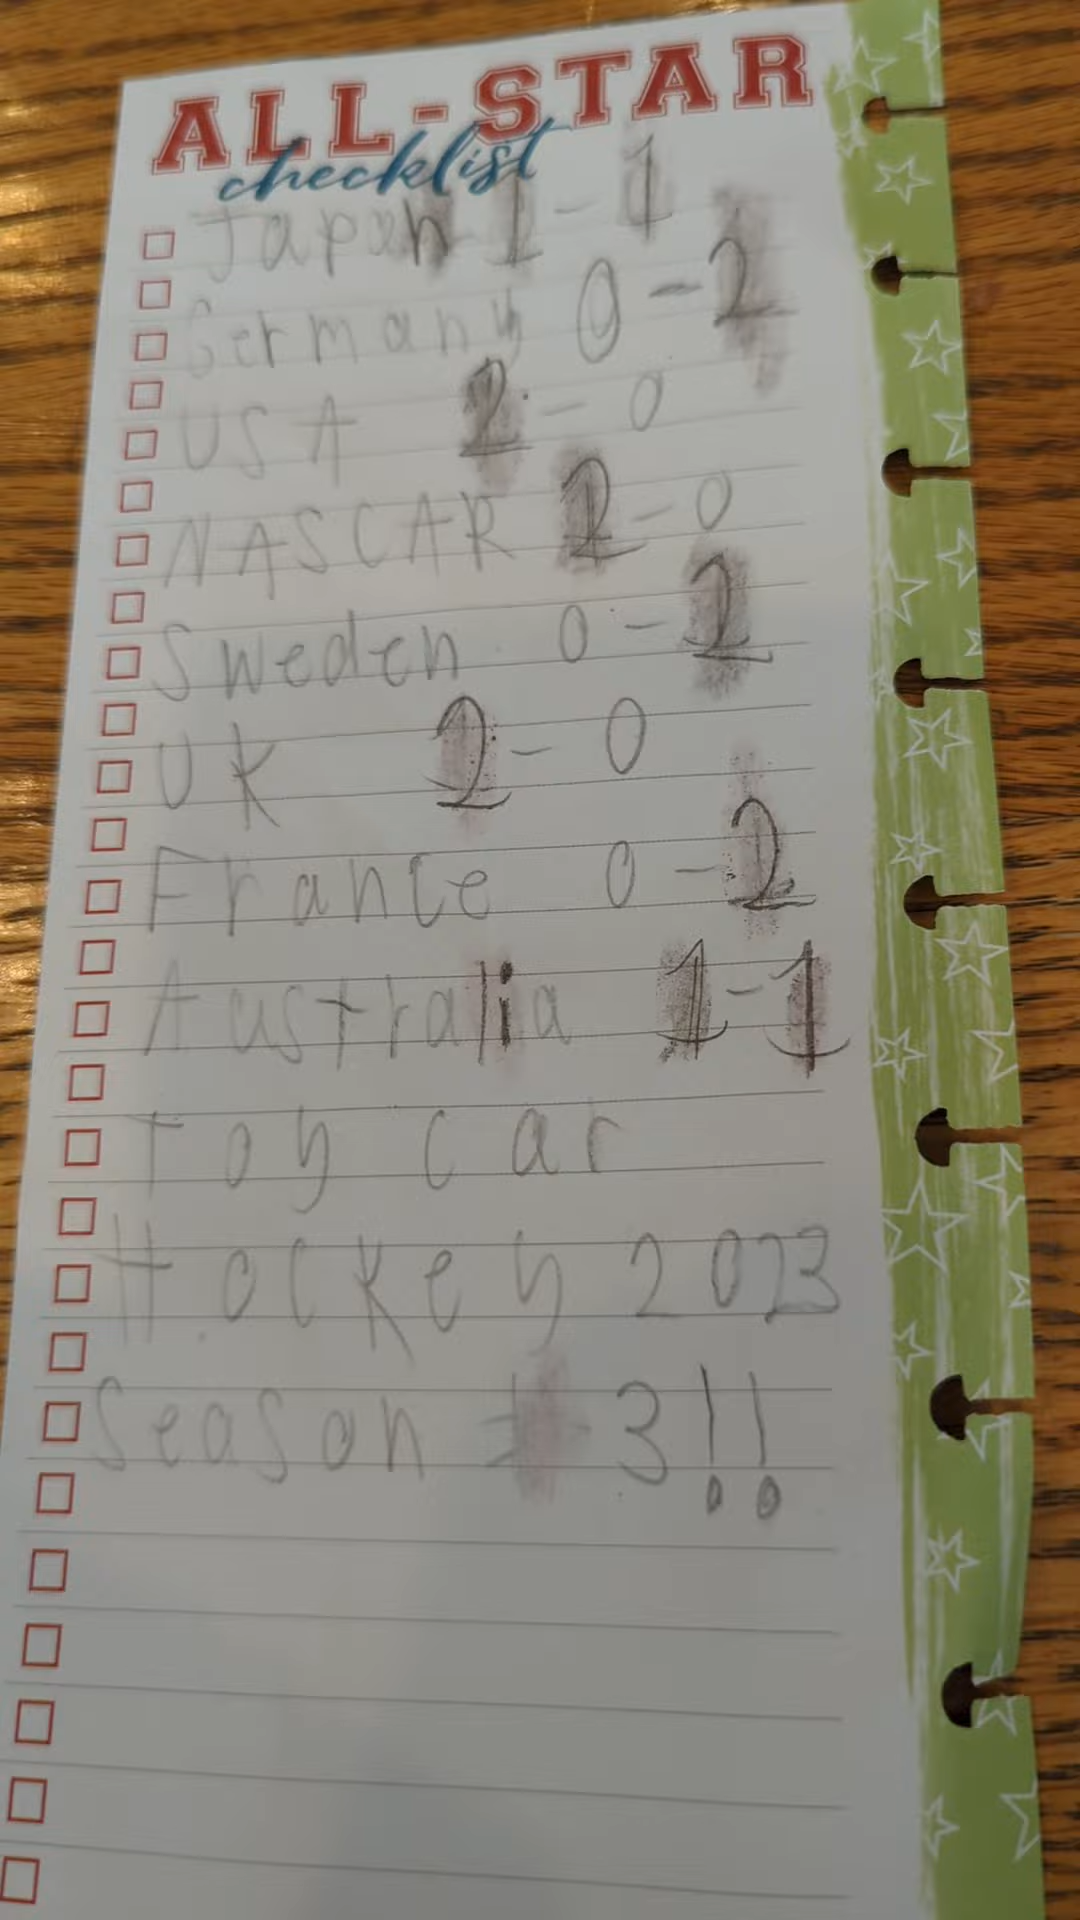 ALL-STAR
checklist
Japan 1-1
Germany 0-2
USA 2-0
NASCAR 2-0
Sweden 0-2
UK 2-0
France 0-2
Australia 1-1
Toy car
Hockey 2023
Season # 3!!